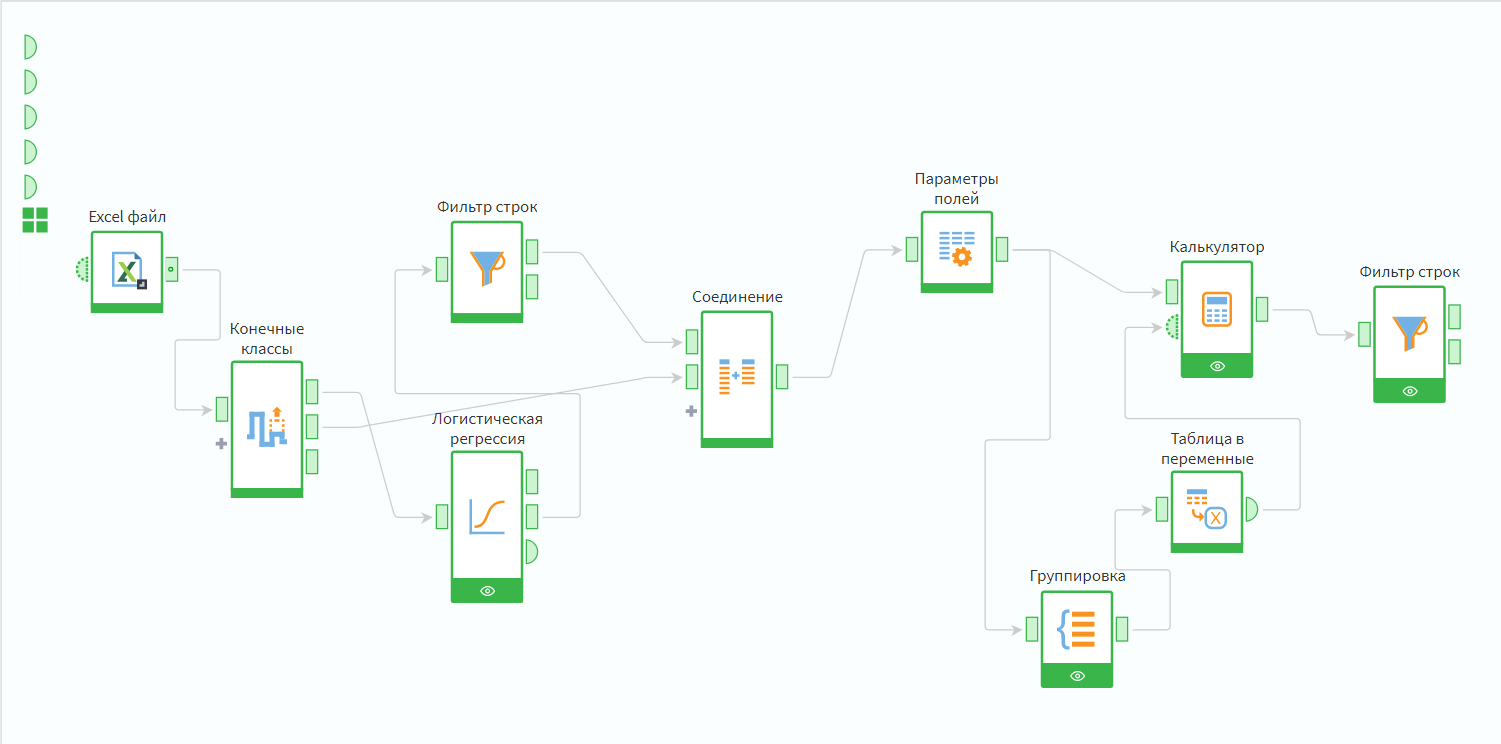 Excel файл
Конечные
классы
Фильтр строк
Логистическая
регрессия
Соединение
Параметры
полей
Калькулятор
Фильтр строк
Таблица в
переменные
Группировка